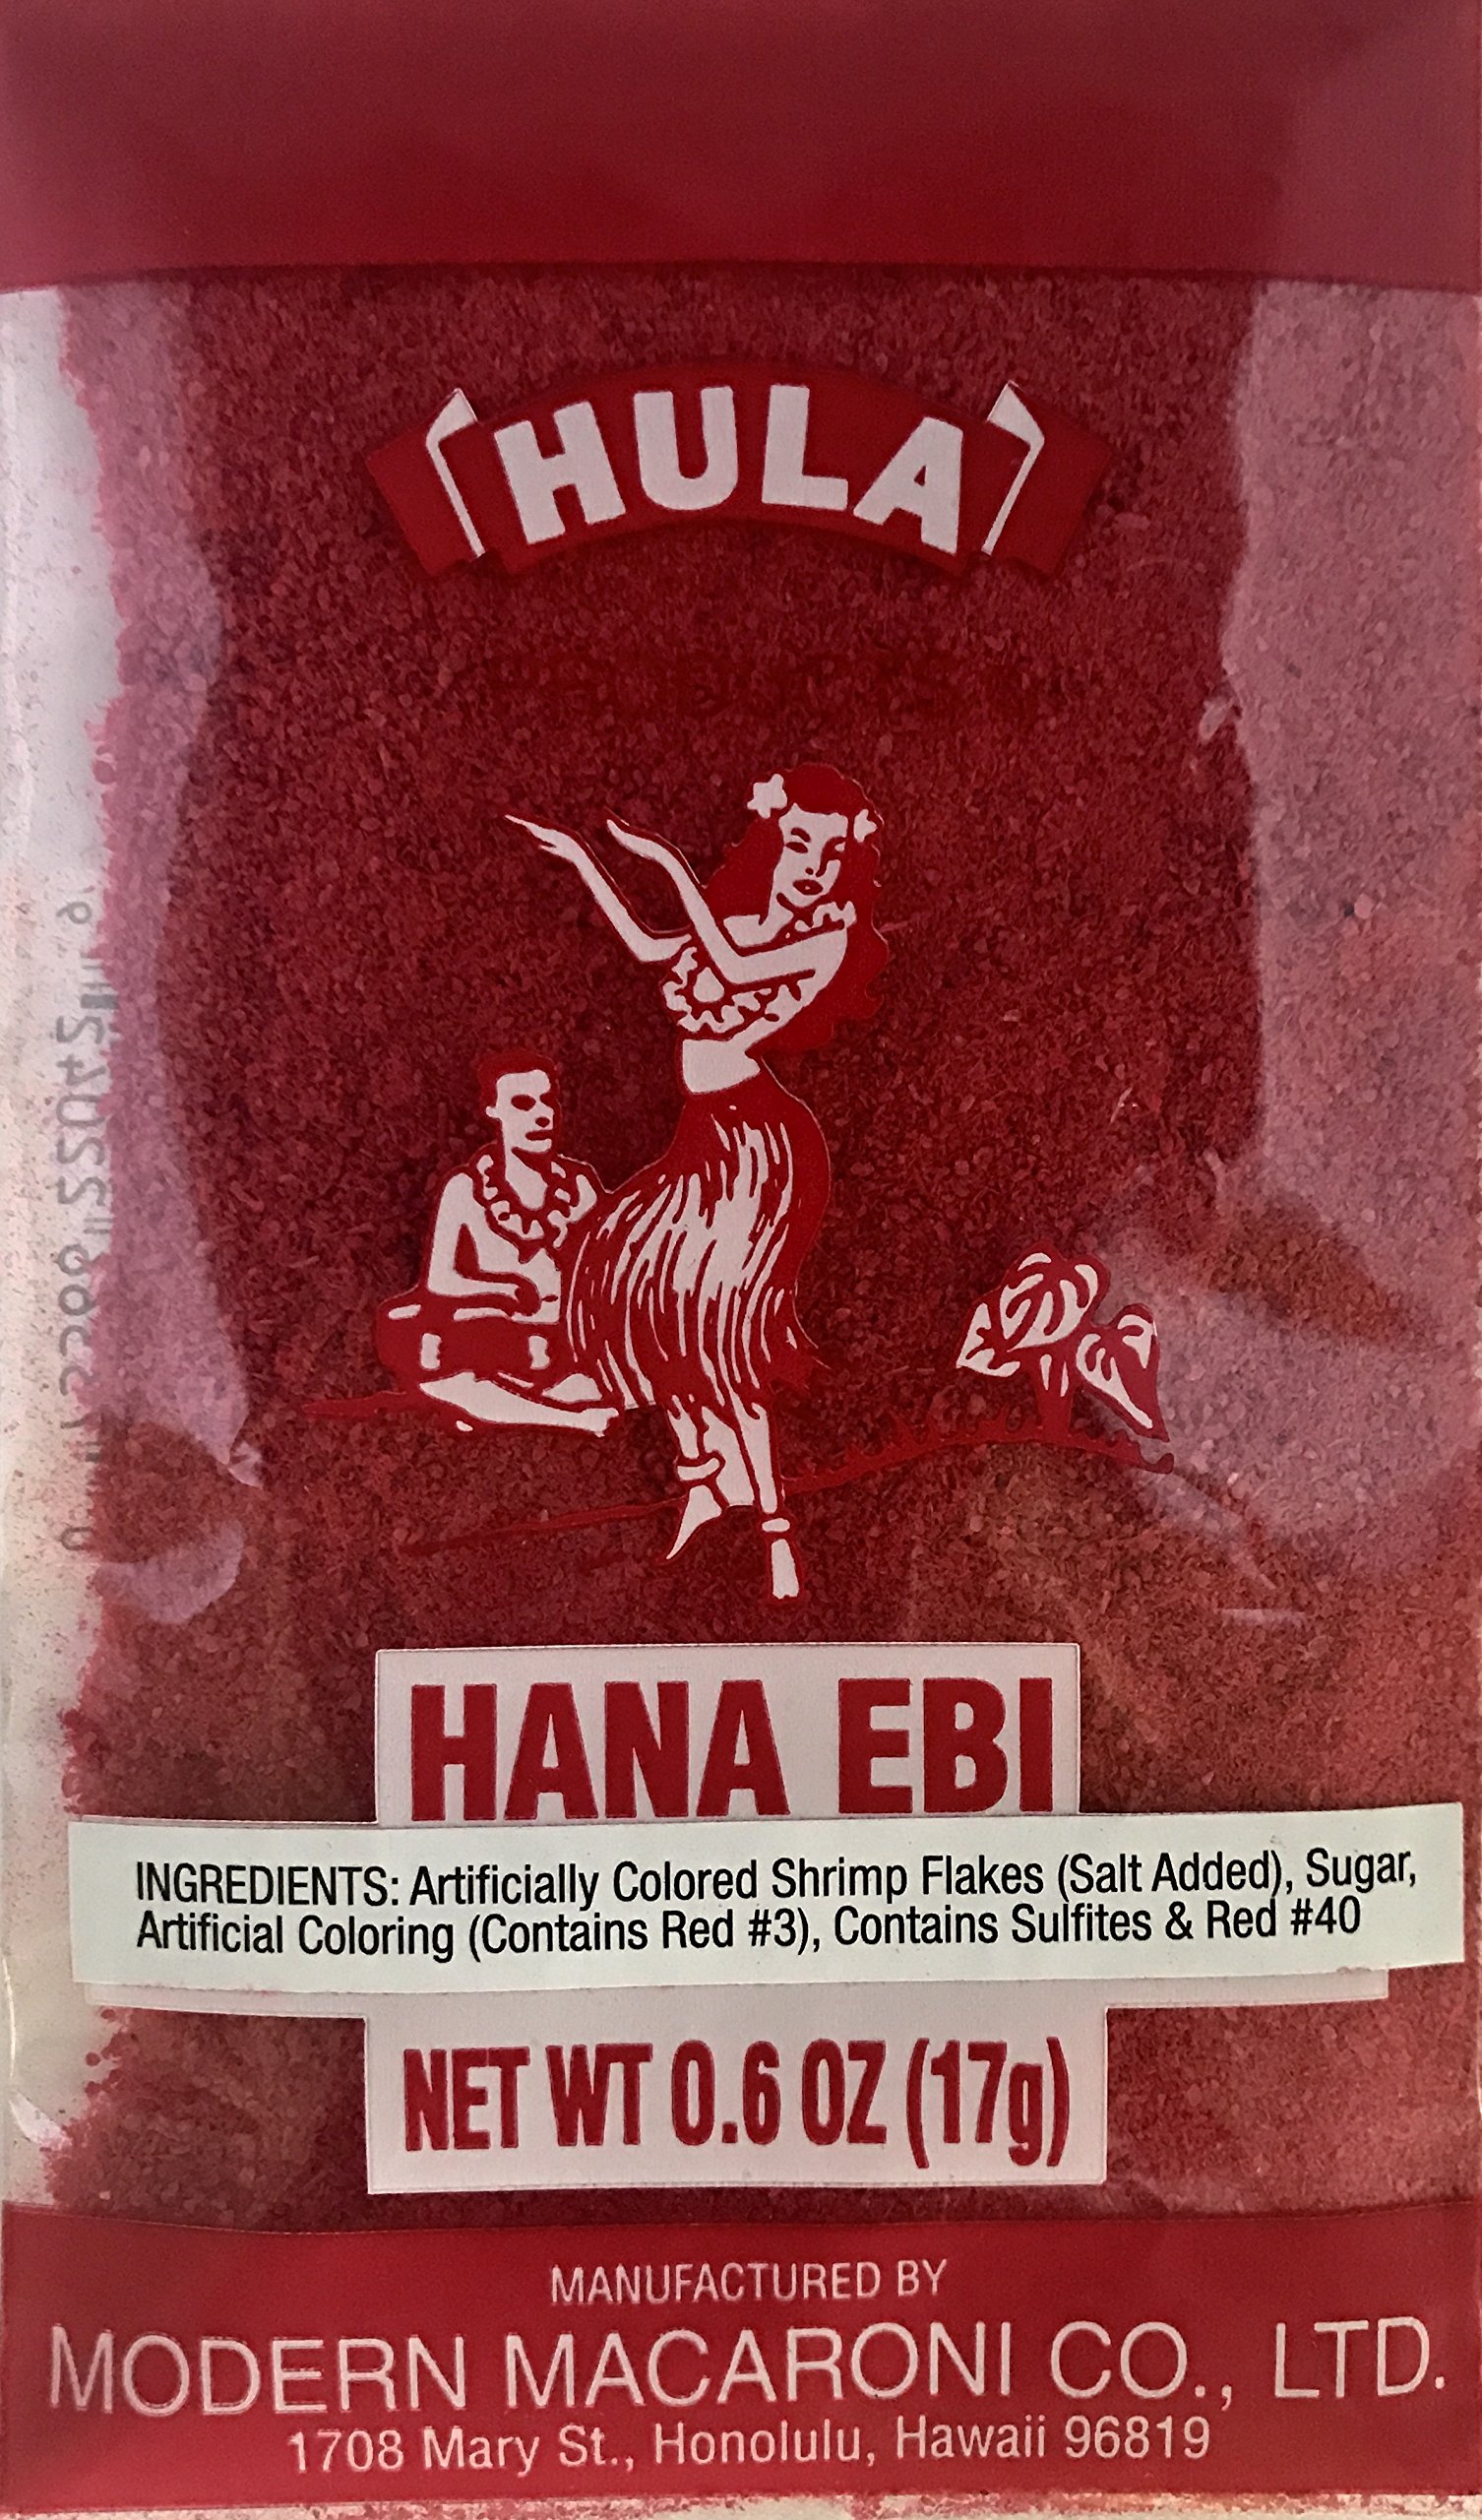 HULA
HANA EBI
INGREDIENTS: Artificially Colored Shrimp Flakes (Salt Added), Sugar,
Artificial Coloring (Contains Red #3), Contains Sulfites & Red #40
NET WT 0.6 OZ (17g)
MANUFACTURED BY
MODERN MACARONI CO., LTD.
1708 Mary St., Honolulu, Hawaii 96819